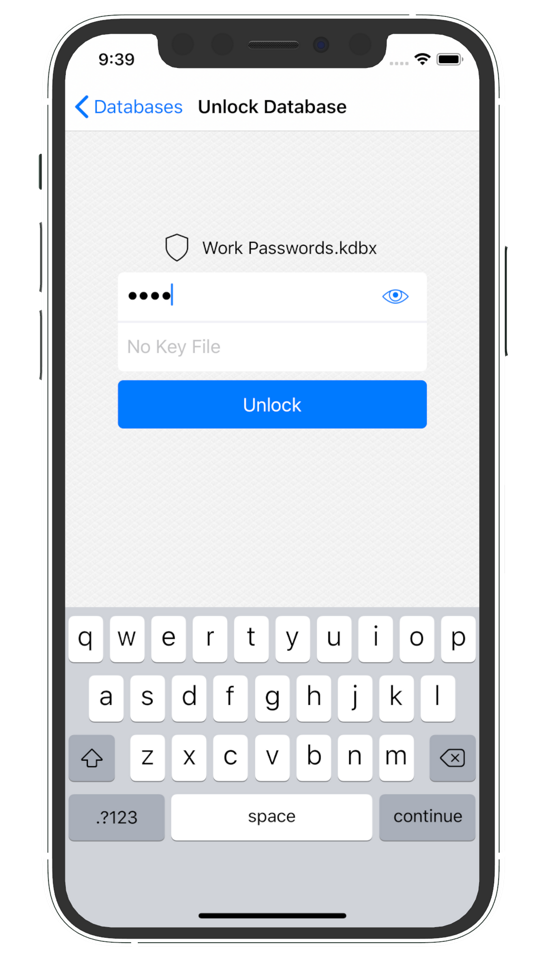 9:39
Databases Unlock Database
Work Passwords.kdbx
••••
No Key File
Unlock
q w e r t y u i o p
a s d f g h j k l
z x c v b n m
.?123 space continue